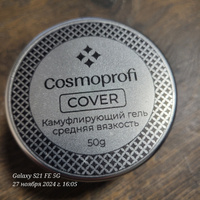 Cosmoprofi
COVER
Камуфлирующий гель
средняя вязкость
50g
Galaxy S21 FE 5G
27 ноября 2024 г. 16:05